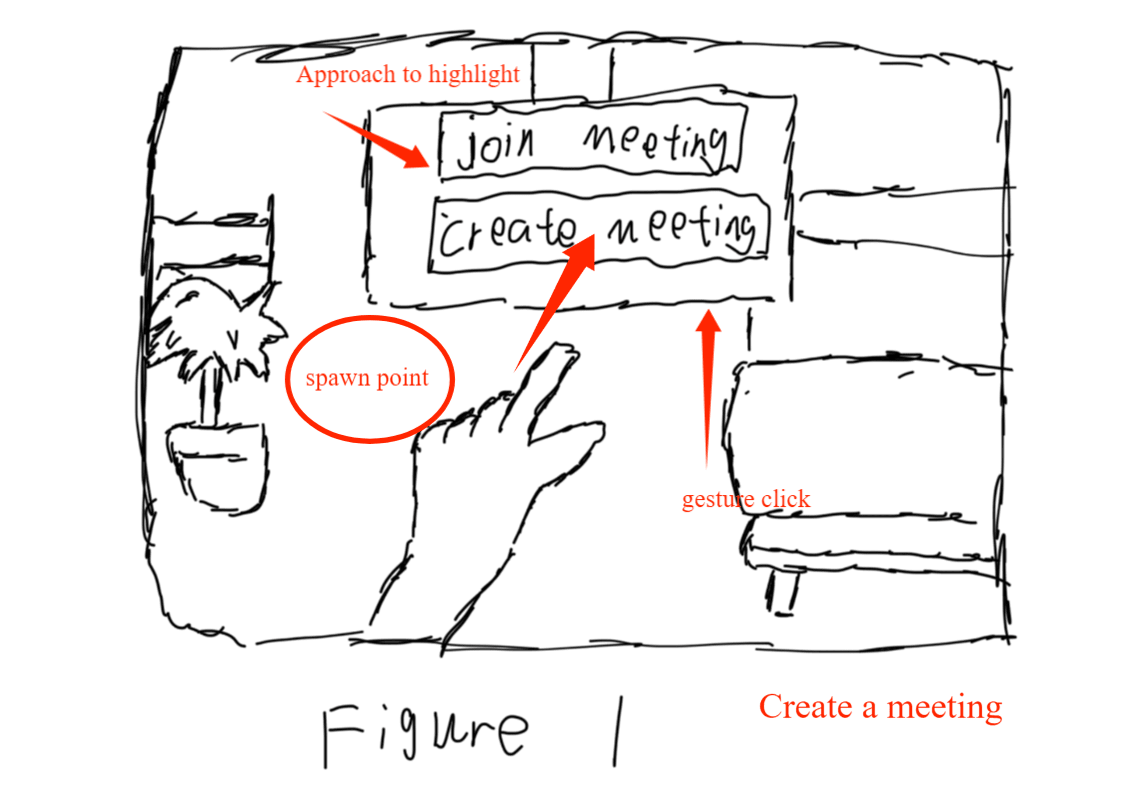 Approach to highlight
join meeting
create meeting
spawn point
gesture click
Create a meeting
Figure 1